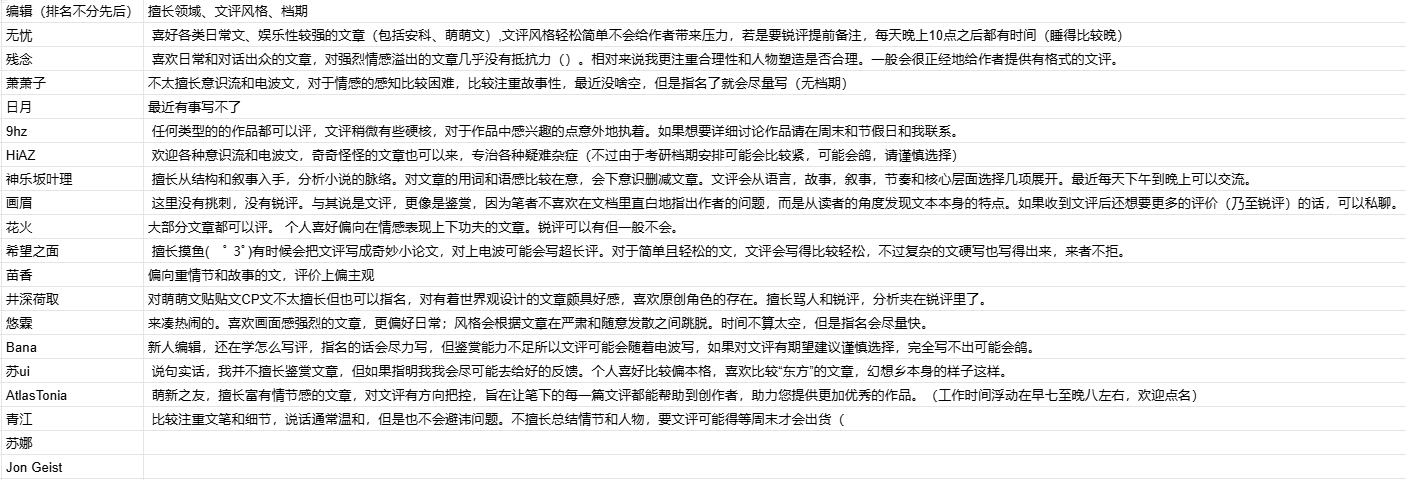 编辑（排名不分先后） 擅长领域、文评风格、档期
无忧 喜好各类日常文、娱乐性较强的文章（包括安科、萌萌文）,文评风格轻松简单不会给作者带来压力，若是要锐评提前备注，每天晚上10点之后都有时间（睡得比较晚）
残念 喜欢日常和对话出众的文章，对强烈情感溢出的文章几乎没有抵抗力（）。相对来说我更注重合理性和人物塑造是否合理。一般会很正经地给作者提供有格式的文评。
萧萧子 不太擅长意识流和电波文，对于情感的感知比较困难，比较注重故事性，最近没啥空，但是指名了就会尽量写（无档期）
日月 最近有事写不了
9hz 任何类型的的作品都可以评，文评稍微有些硬核，对于作品中感兴趣的点意外地执着。如果想要详细讨论作品请在周末和节假日和我联系。
HiAZ 欢迎各种意识流和电波文，奇奇怪怪的文章也可以来，专治各种疑难杂症（不过由于考研档期安排可能会比较紧，可能会鸽，请谨慎选择）
神乐坂叶理 擅长从结构和叙事入手，分析小说的脉络。对文章的用词和语感比较在意，会下意识删减文章。文评会从语言，故事，叙事，节奏和核心层面选择几项展开。最近每天下午到晚上可以交流。
画眉 这里没有挑刺，没有锐评。与其说是文评，更像是鉴赏，因为笔者不喜欢在文档里直白地指出作者的问题，而是从读者的角度发现文本本身的特点。如果收到文评后还想要更多的评价（乃至锐评）的话，可以私聊。
花火 大部分文章都可以评。 个人喜好偏向在情感表现上下功夫的文章。锐评可以有但一般不会。
希望之面 擅长摸鱼(　ﾟ 3ﾟ)有时候会把文评写成奇妙小论文，对上电波可能会写超长评。对于简单且轻松的文，文评会写得比较轻松，不过复杂的文硬写也写得出来，来者不拒。
苗香 偏向重情节和故事的文，评价上偏主观
井深荷取 对萌萌文贴贴文CP文不太擅长但也可以指名，对有着世界观设计的文章颇具好感，喜欢原创角色的存在。擅长骂人和锐评，分析夹在锐评里了。
悠霖 来凑热闹的。喜欢画面感强烈的文章，更偏好日常；风格会根据文章在严肃和随意发散之间跳脱。时间不算太空，但是指名会尽量快。
Bana 新人编辑，还在学怎么写评，指名的话会尽力写，但鉴赏能力不足所以文评可能会随着电波写，如果对文评有期望建议谨慎选择，完全写不出可能会鸽。
苏ui 说句实话，我并不擅长鉴赏文章，但如果指明我我会尽可能去给好的反馈。个人喜好比较偏本格，喜欢比较“东方”的文章，幻想乡本身的样子这样。
AtlasTonia 萌新之友，擅长富有情节感的文章，对文评有方向把控，旨在让笔下的每一篇文评都能帮助到创作者，助力您提供更加优秀的作品。（工作时间浮动在早七至晚八左右，欢迎点名）
青江 比较注重文笔和细节，说话通常温和，但是也不会避讳问题。不擅长总结情节和人物，要文评可能得等周末才会出货（
苏娜
Jon Geist